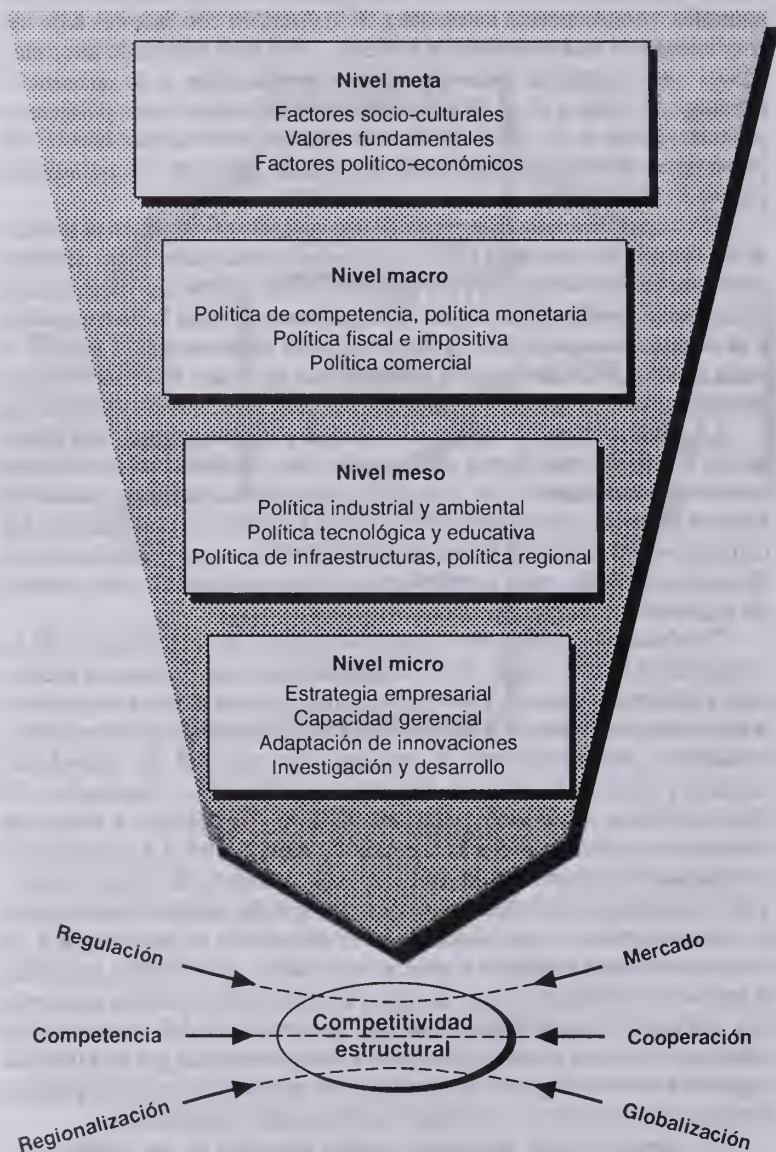 Nivel meta
Factores socio-culturales
Valores fundamentales
Factores politico-económicos
Nivel macro
Politica de competencia, política monetaria
Política fiscal e impositiva
Política comercial
Nivel meso
Política industrial y ambiental
Política tecnológica y educativa
Política de infraestructuras, política regional
Nivel micro
Estrategia empresarial
Capacidad gerencial
Adaptación de innovaciones
Investigación y desarrollo
Regulación
Mercado
Competencia
Competitividad
estructural
Cooperación
Regionalización
Globalización